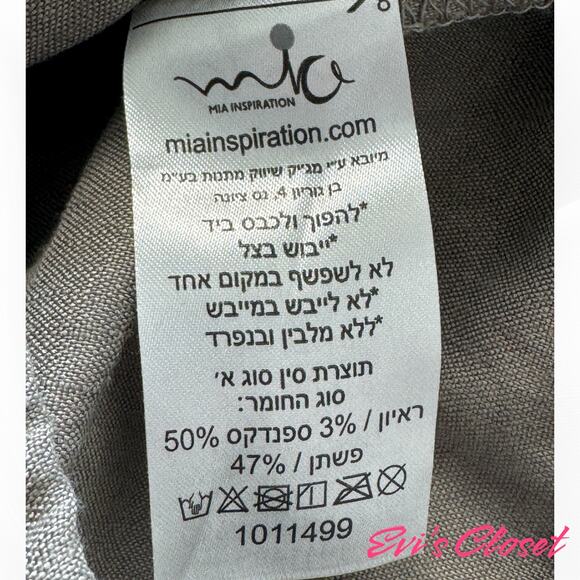 mia
MIA INSPIRATION
miainspiration.com
מיובא ע״י מג״יק שיווק מתנות בע״מ
בן גוריון 4, נס ציונה
*להפוך ולכבס ביד
*ייבוש בצל
לא לשפשף במקום אחד
*לא לייבש במייבש
*ללא מלבין ובנפרד
תוצרת סין סוג א׳
סוג החומר:
50% ראיון / 3% ספנדקס
/ 47% פשתן
1011499
Evi's Closet